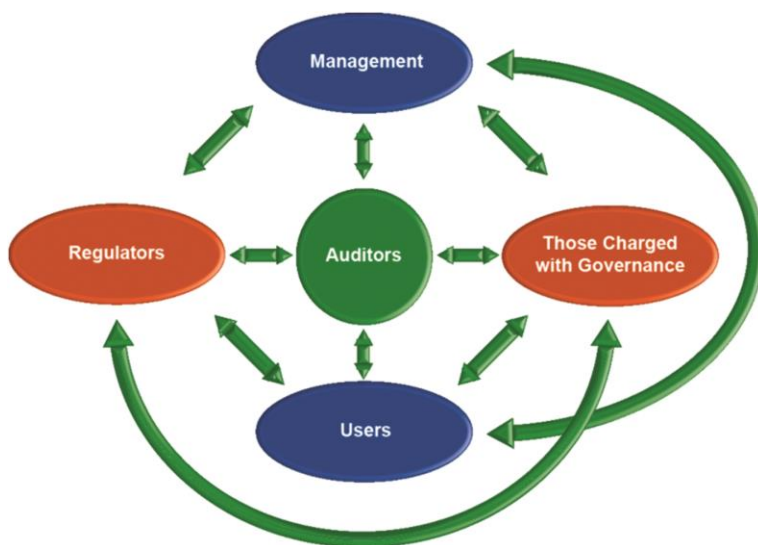 Management
Regulators
Auditors
Those Charged
with Governance
Users